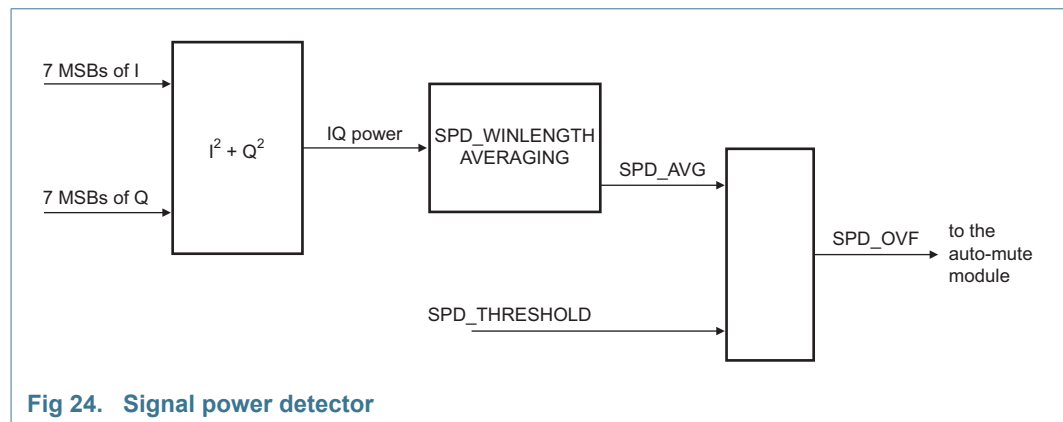 7 MSBs of I
I² + Q²
7 MSBs of Q
IQ power
SPD_WINLENGTH
AVERAGING
SPD_AVG
SPD_THRESHOLD
SPD_OVF
to the
auto-mute
module
Fig 24. Signal power detector